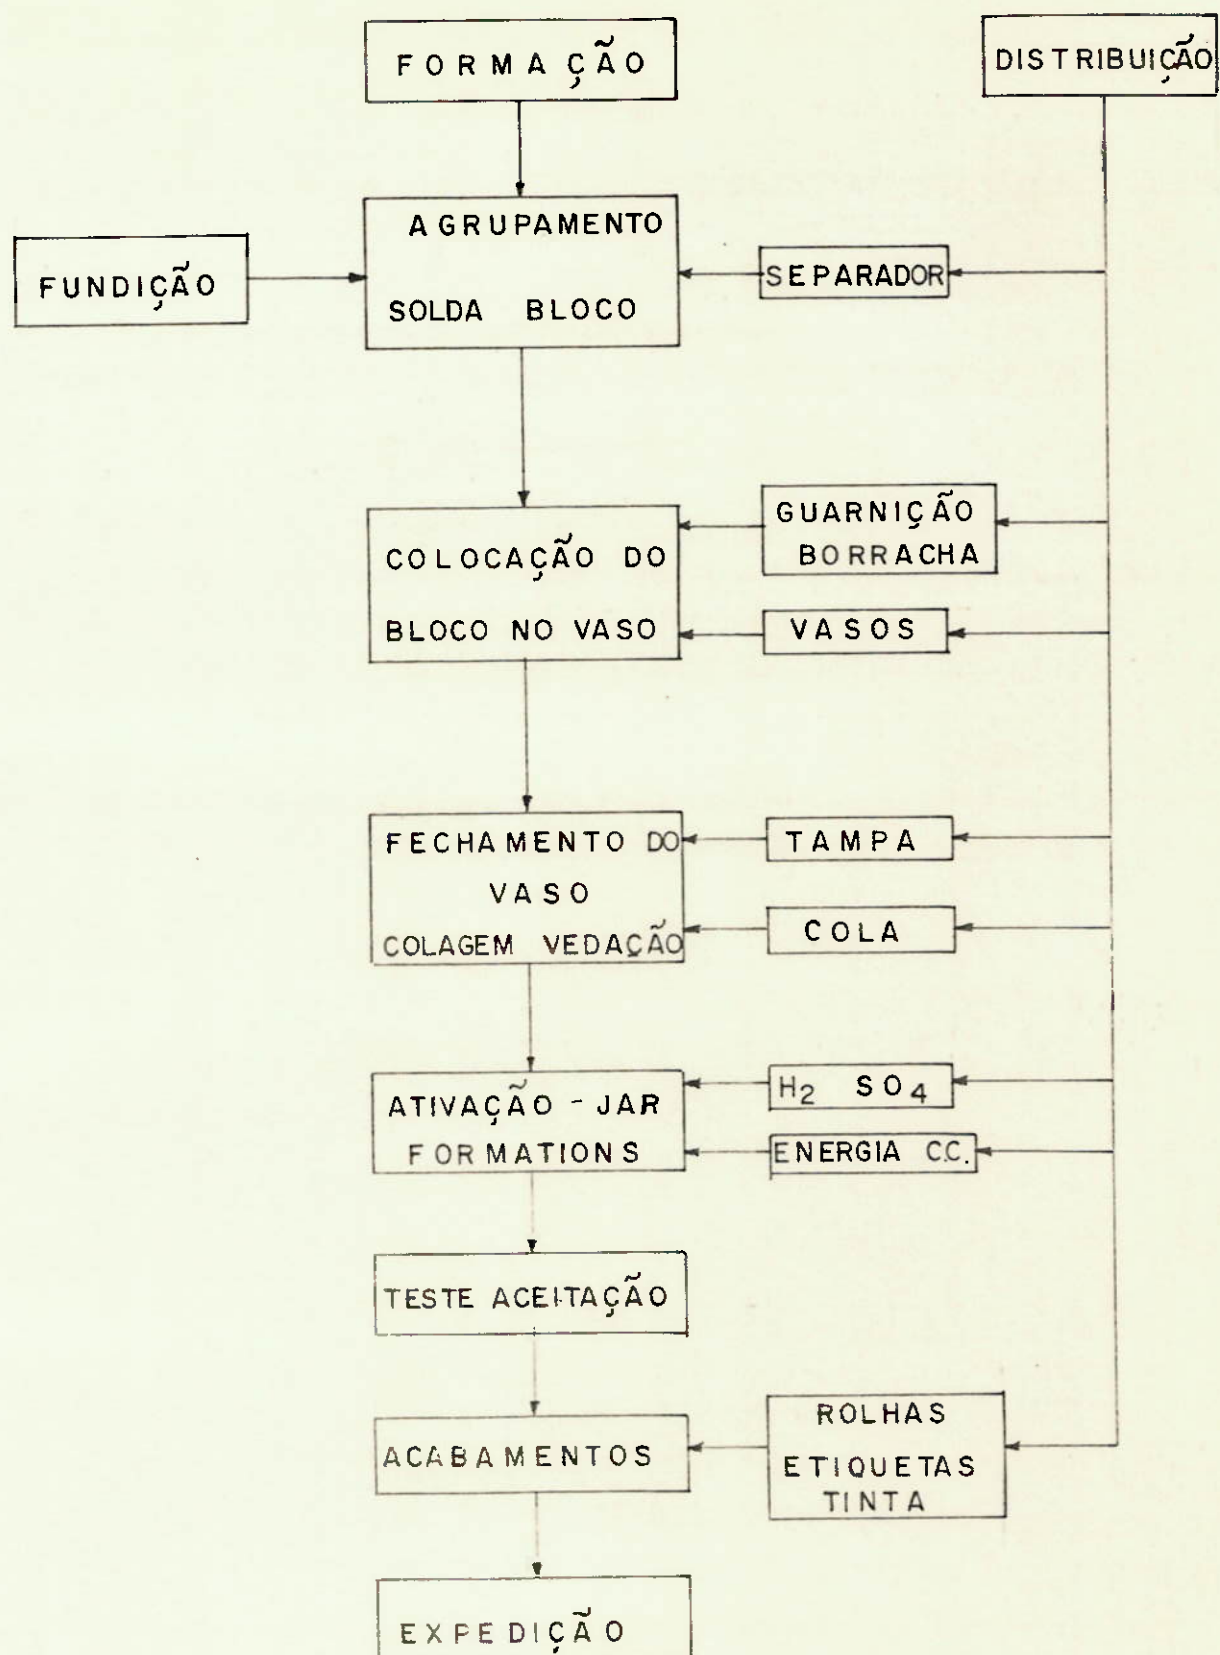 FORMAÇÃO
DISTRIBUIÇÃO
AGRUPAMENTO
SOLDA BLOCO
FUNDIÇÃO
SEPARADOR
COLOCAÇÃO DO
BLOCO NO VASO
GUARNIÇÃO
BORRACHA
VASOS
FECHAMENTO DO
VASO
COLAGEM VEDAÇÃO
TAMPA
COLA
ATIVAÇÃO - JAR
FORMATIONS
H2 SO4
ENERGIA C.C.
TESTE ACEITAÇÃO
ACABAMENTOS
ROLHAS
ETIQUETAS
TINTA
EXPEDIÇÃO